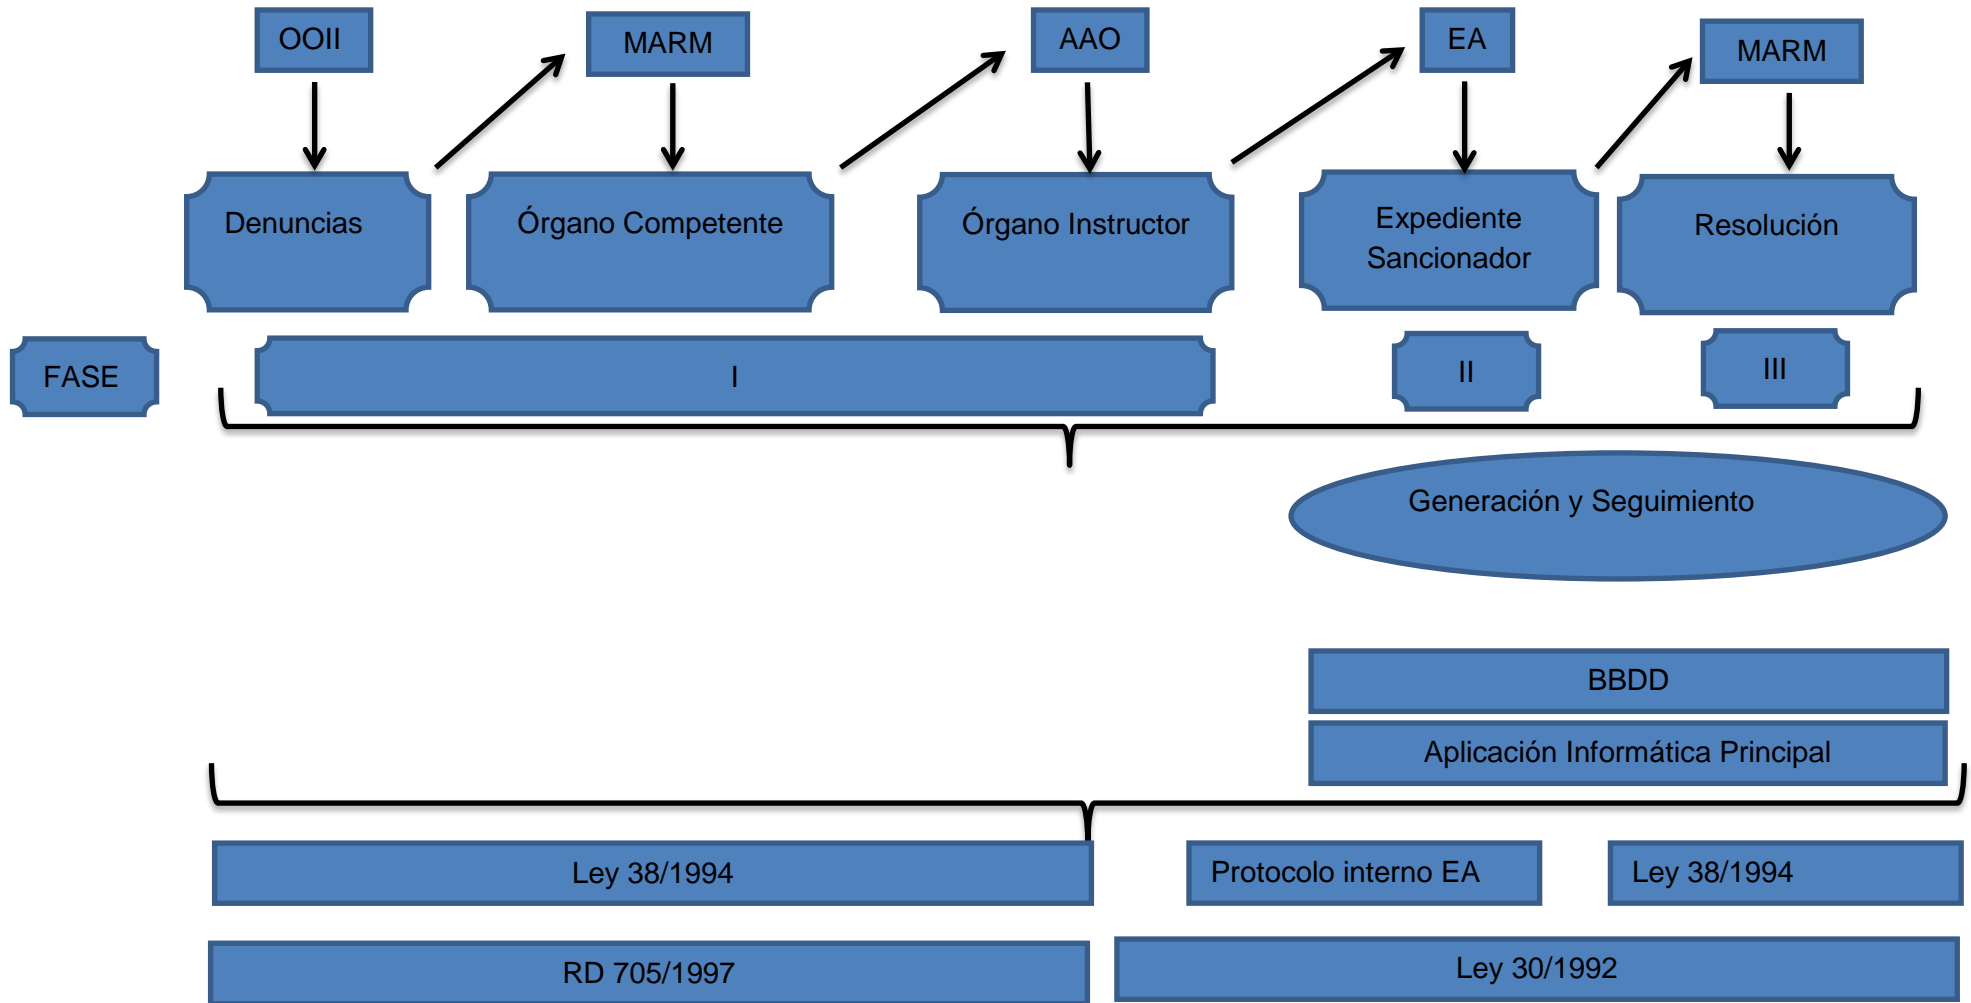 OOII
MARM
AAO
EA
MARM
Denuncias
Órgano Competente
Órgano Instructor
Expediente
Sancionador
Resolución
FASE
I
II
III
Generación y Seguimiento
BBDD
Aplicación Informática Principal
Ley 38/1994
Protocolo interno EA
Ley 38/1994
RD 705/1997
Ley 30/1992